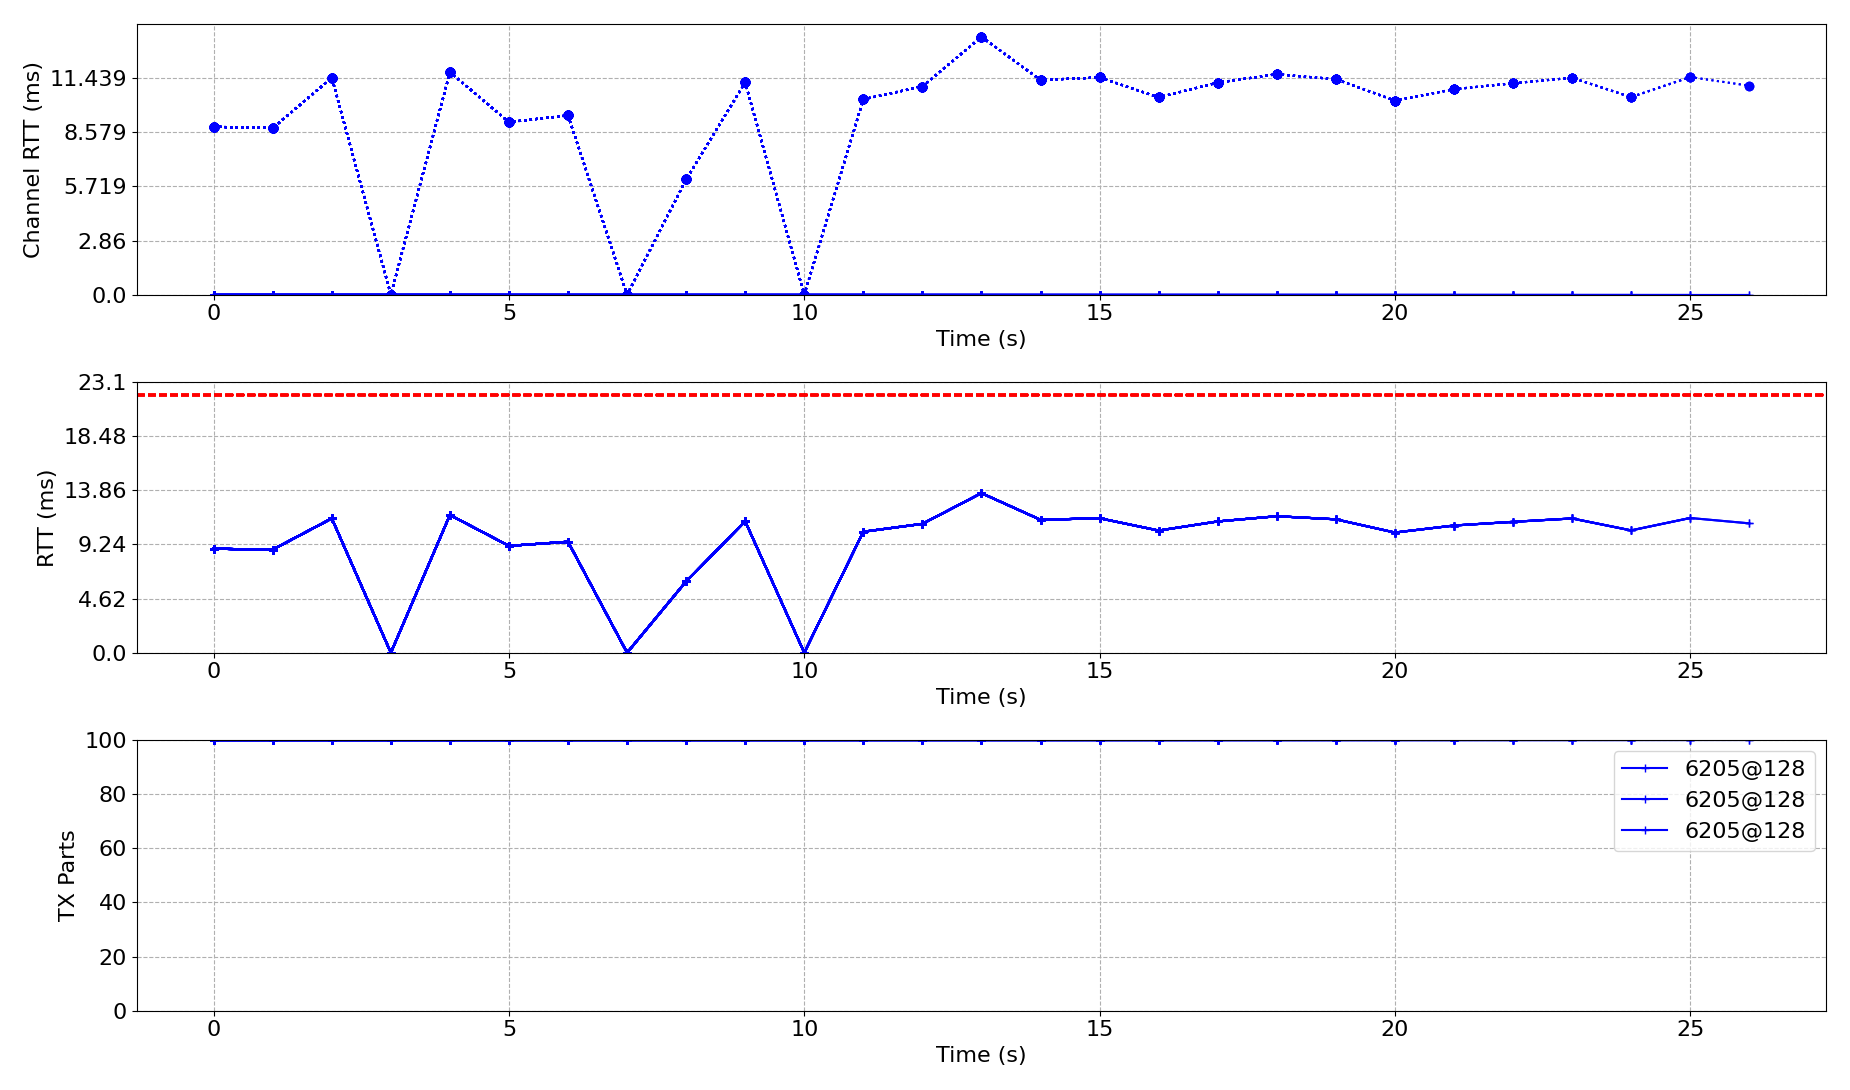 Channel RTT (ms)
11.439
8.579
5.719
2.86
0.0
0 5 10 15 20 25
Time (s)
RTT (ms)
23.1
18.48
13.86
9.24
4.62
0.0
0 5 10 15 20 25
Time (s)
TX Parts
100
80
60
40
20
0
6205@128
6205@128
6205@128
0 5 10 15 20 25
Time (s)